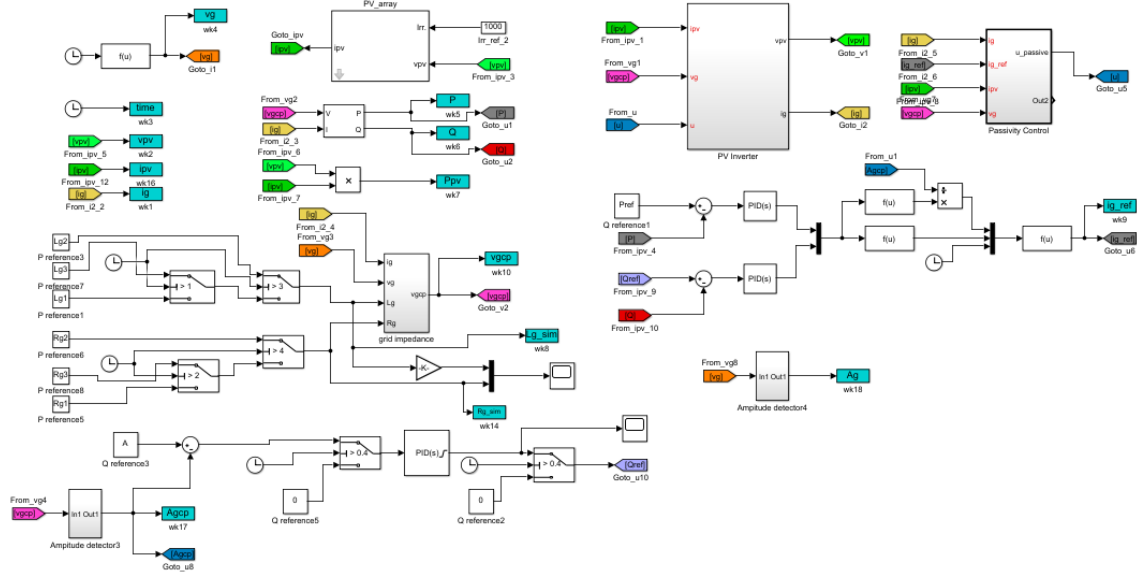 vg
wk4
f(u)
[vg]
Goto_i1
PV_array
Goto_ipv
[ipv]
ipv
Irr.
1000
Irr_ref_2
vpv
[vpv]
From_ipv_3
[ipv]
From_ipv_1
ipv
[vgcp]
From_vg1
vg
From_u
[u]
u
vpv
[vpv]
Goto_v1
ig
[ig]
Goto_i2
PV Inverter
[ig]
From_i2_5
[ig_ref]
From_i2_6
[ipv]
[vgcp]
ig
ig_ref
ipv
vg
u_passive
Out2
[u]
Goto_u5
Passivity Control
time
wk3
[vpv]
From_ipv_5
vpv
wk2
[ipv]
From_ipv_12
ipv
wk16
[ig]
From_i2_2
ig
wk1
From_vg2
[vgcp]
[ig]
From_i2_3
V
I
P
Q
P
wk5
[P]
Goto_u1
Q
wk6
[Q]
Goto_u2
From_ipv_6
[vpv]
[ipv]
From_ipv_7
×
Ppv
wk7
[ig]
From_i2_4
From_vg3
[vg]
ig
vg
Lg
Rg
vgcp
grid impedance
vgcp
wk10
[vgcp]
Goto_v2
Lg_sim
wk8
-K-
Rg_sim
wk14
Lg2
P reference3
Lg3
P reference7
Lg1
P reference1
> 1
> 3
Rg2
P reference6
Rg3
P reference8
Rg1
P reference5
> 2
> 4
Pref
Q reference1
[P]
From_ipv_4
+
-
PID(s)
[Qref]
From_ipv_9
[Q]
From_ipv_10
+
-
PID(s)
From_u1
Agcp]
f(u)
÷
×
f(u)
f(u)
ig_ref
wk9
[ig_ref]
Goto_u6
From_vg8
[vg]
In1 Out1
Ampitude detector4
Ag
wk18
A
Q reference3
+
-
> 0.4
0
Q reference5
PID(s)
> 0.4
0
Q reference2
[Qref]
Goto_u10
From_vg4
[vgcp]
In1 Out1
Ampitude detector3
Agcp
wk17
[Agcp]
Goto_u8